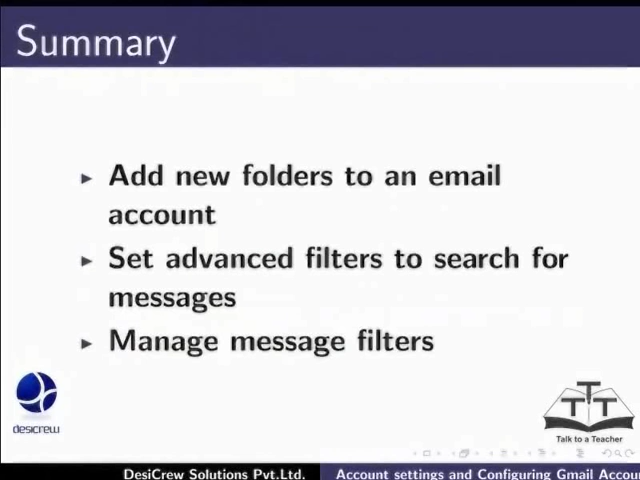 Summary
Add new folders to an email
account
Set advanced filters to search for
messages
Manage message filters
desicrew
TTT
Talk to a Teacher
DesiCrew Solutions Pvt.Ltd.
Account settings and Configuring Gmail Accou